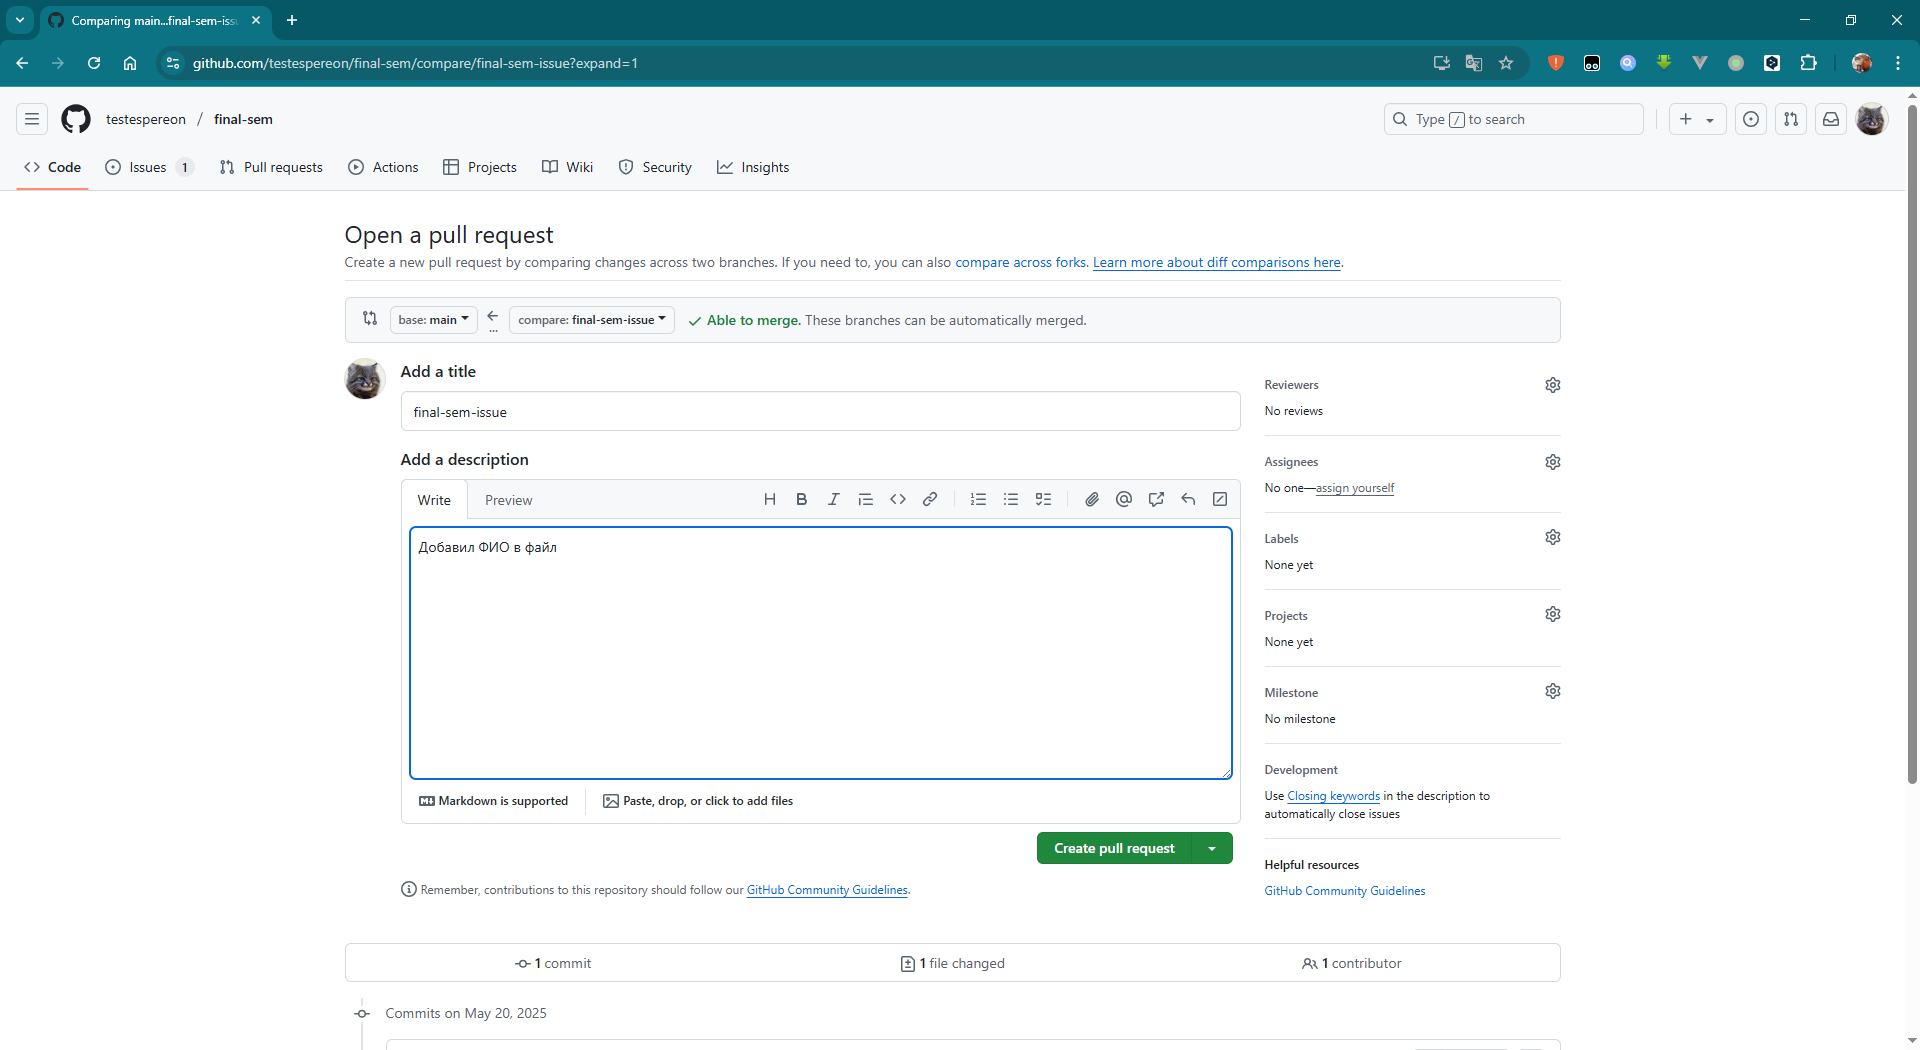 Comparing main...final-sem-iss
github.com/testespereon/final-sem/compare/final-sem-issue?expand=1
testespereon / final-sem
Type / to search
Code
Issues 1
Pull requests
Actions
Projects
Wiki
Security
Insights
Open a pull request
Create a new pull request by comparing changes across two branches. If you need to, you can also compare across forks. Learn more about diff comparisons here.
base: main
...
compare: final-sem-issue
Able to merge. These branches can be automatically merged.
Add a title
final-sem-issue
Add a description
Write
Preview
Добавил ФИО в файл
Markdown is supported
Paste, drop, or click to add files
Create pull request
Remember, contributions to this repository should follow our GitHub Community Guidelines.
Reviewers
No reviews
Assignees
No one—assign yourself
Labels
None yet
Projects
None yet
Milestone
No milestone
Development
Use Closing keywords in the description to
automatically close issues
Helpful resources
GitHub Community Guidelines
1 commit
1 file changed
1 contributor
Commits on May 20, 2025